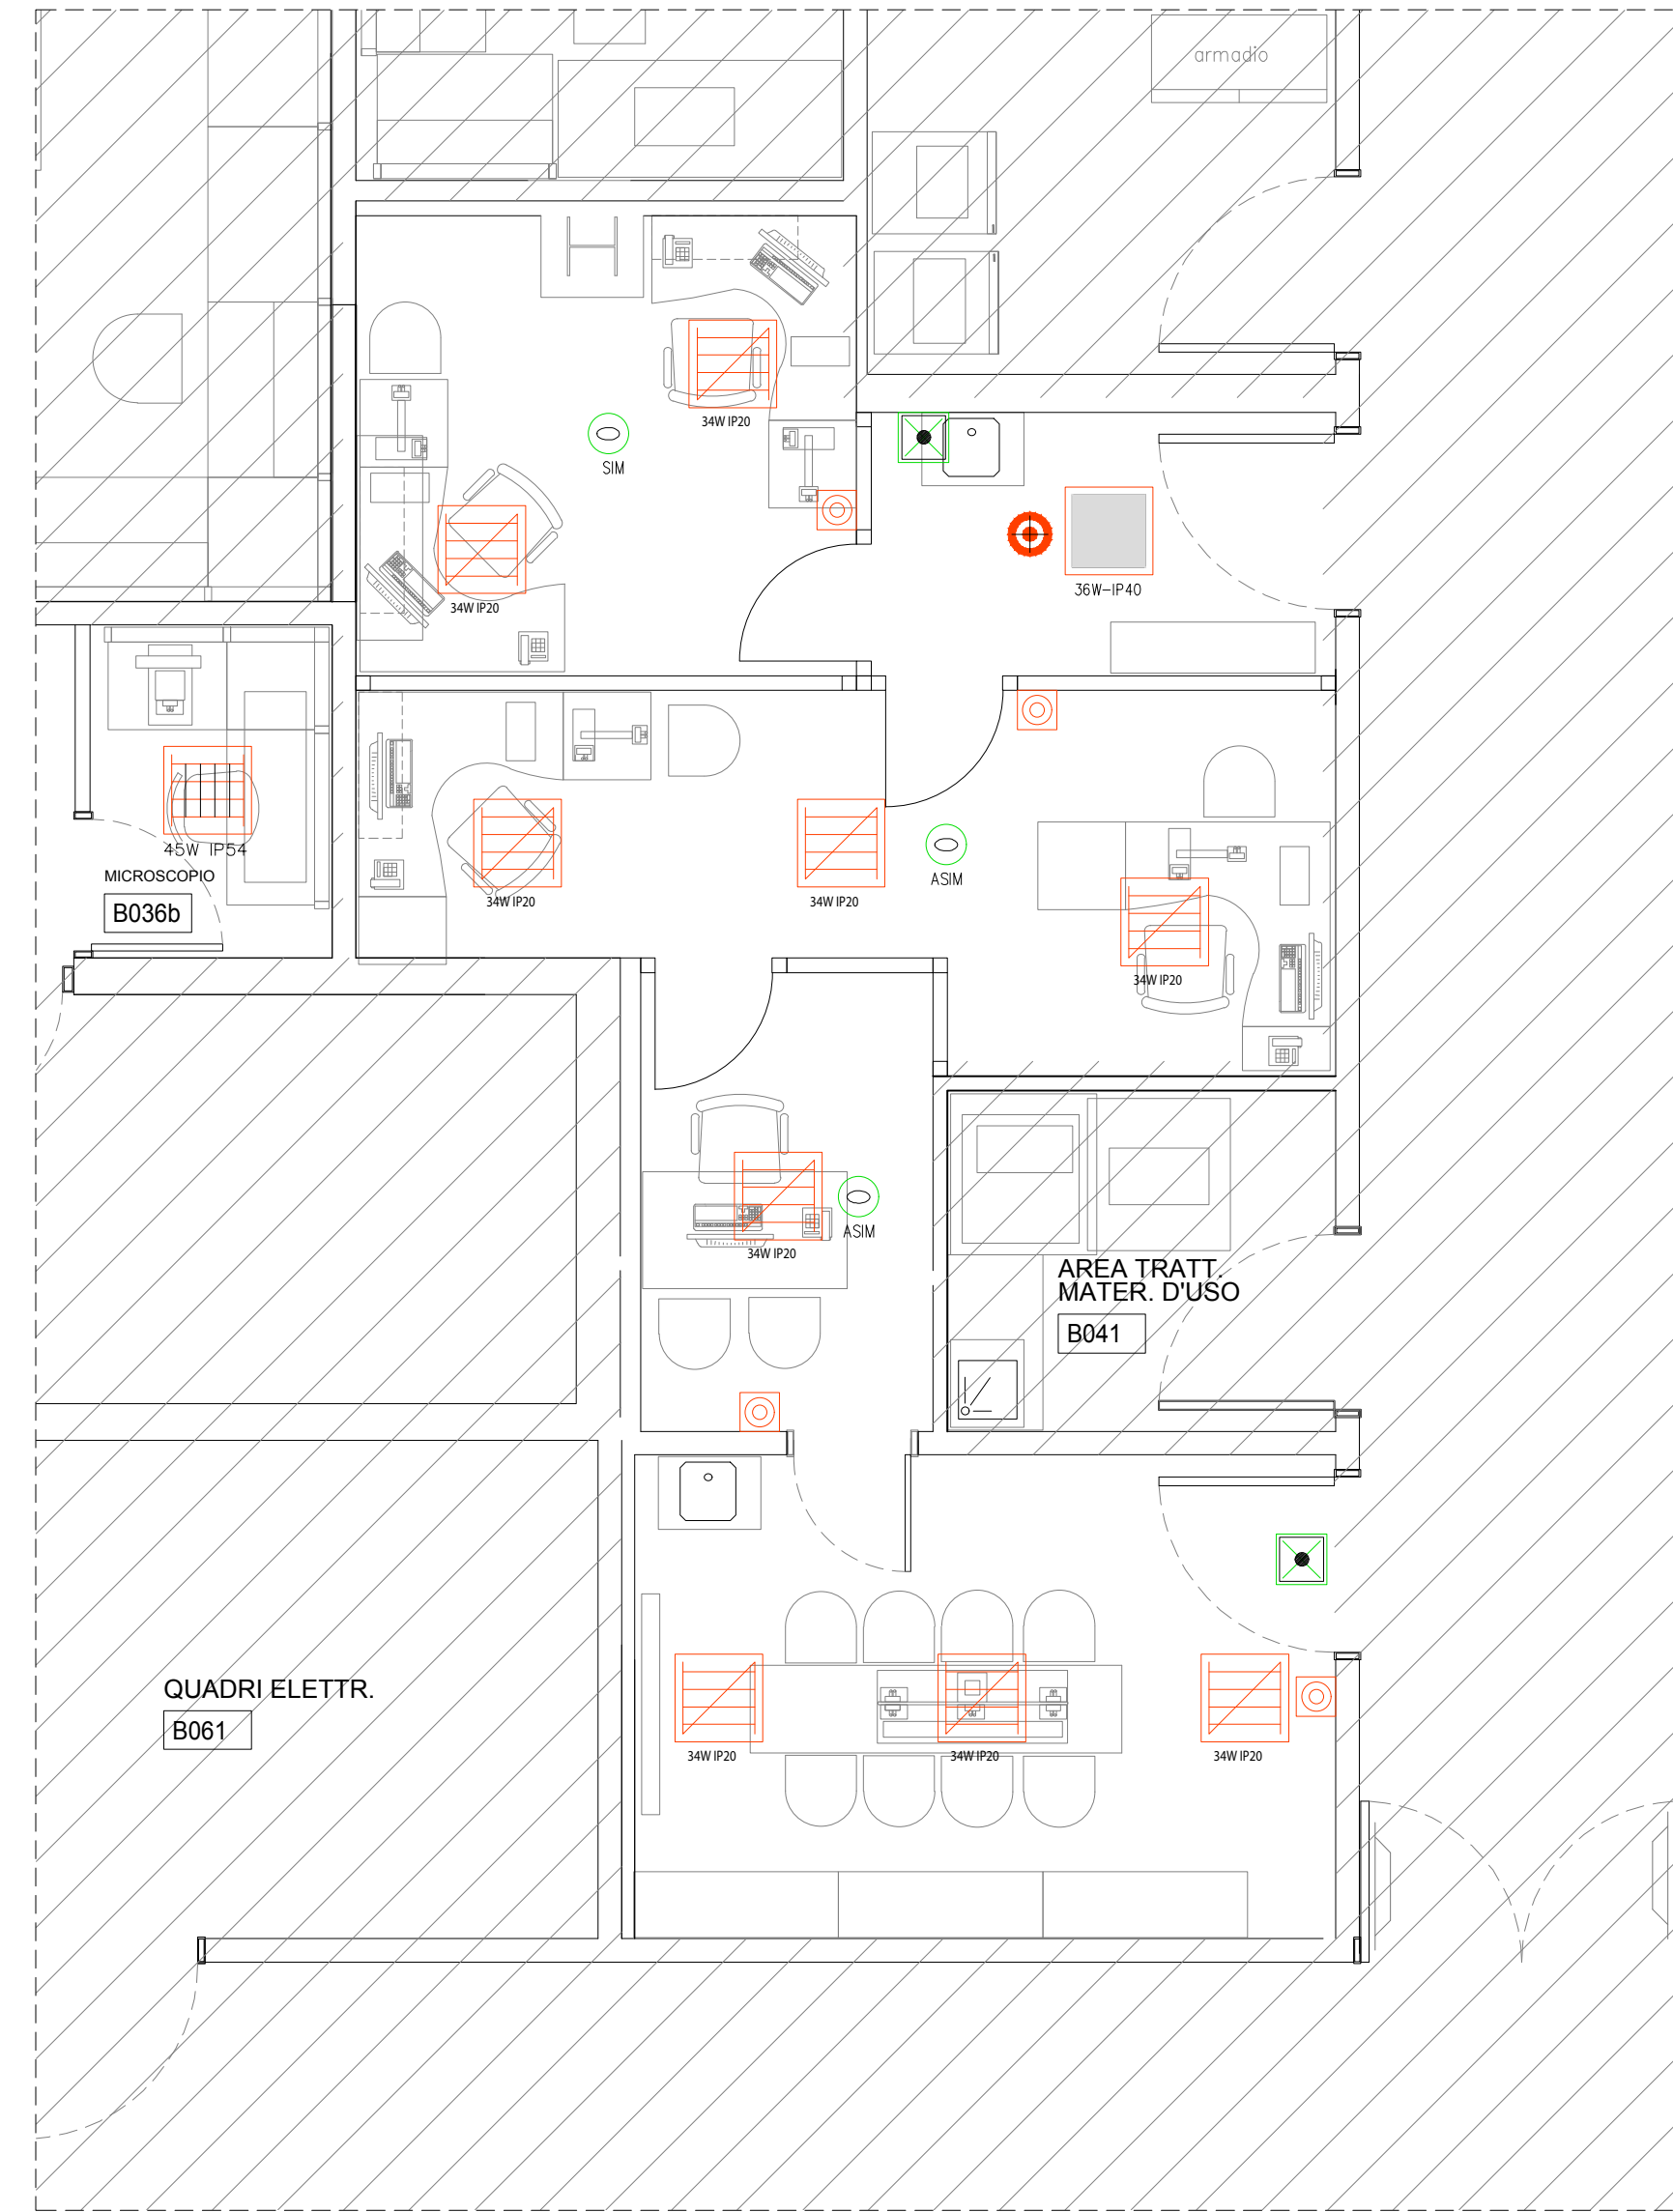 armadio
34W IP20
SIM
36W-IP40
34W IP20
45W IP54
MICROSCOPIO
B036b
34W IP20
34W IP20
ASIM
34W IP20
ASIM
34W IP20
AREA TRATT.
MATER. D'USO
B041
QUADRI ELETTR.
B061
34W IP20
34W IP20
34W IP20